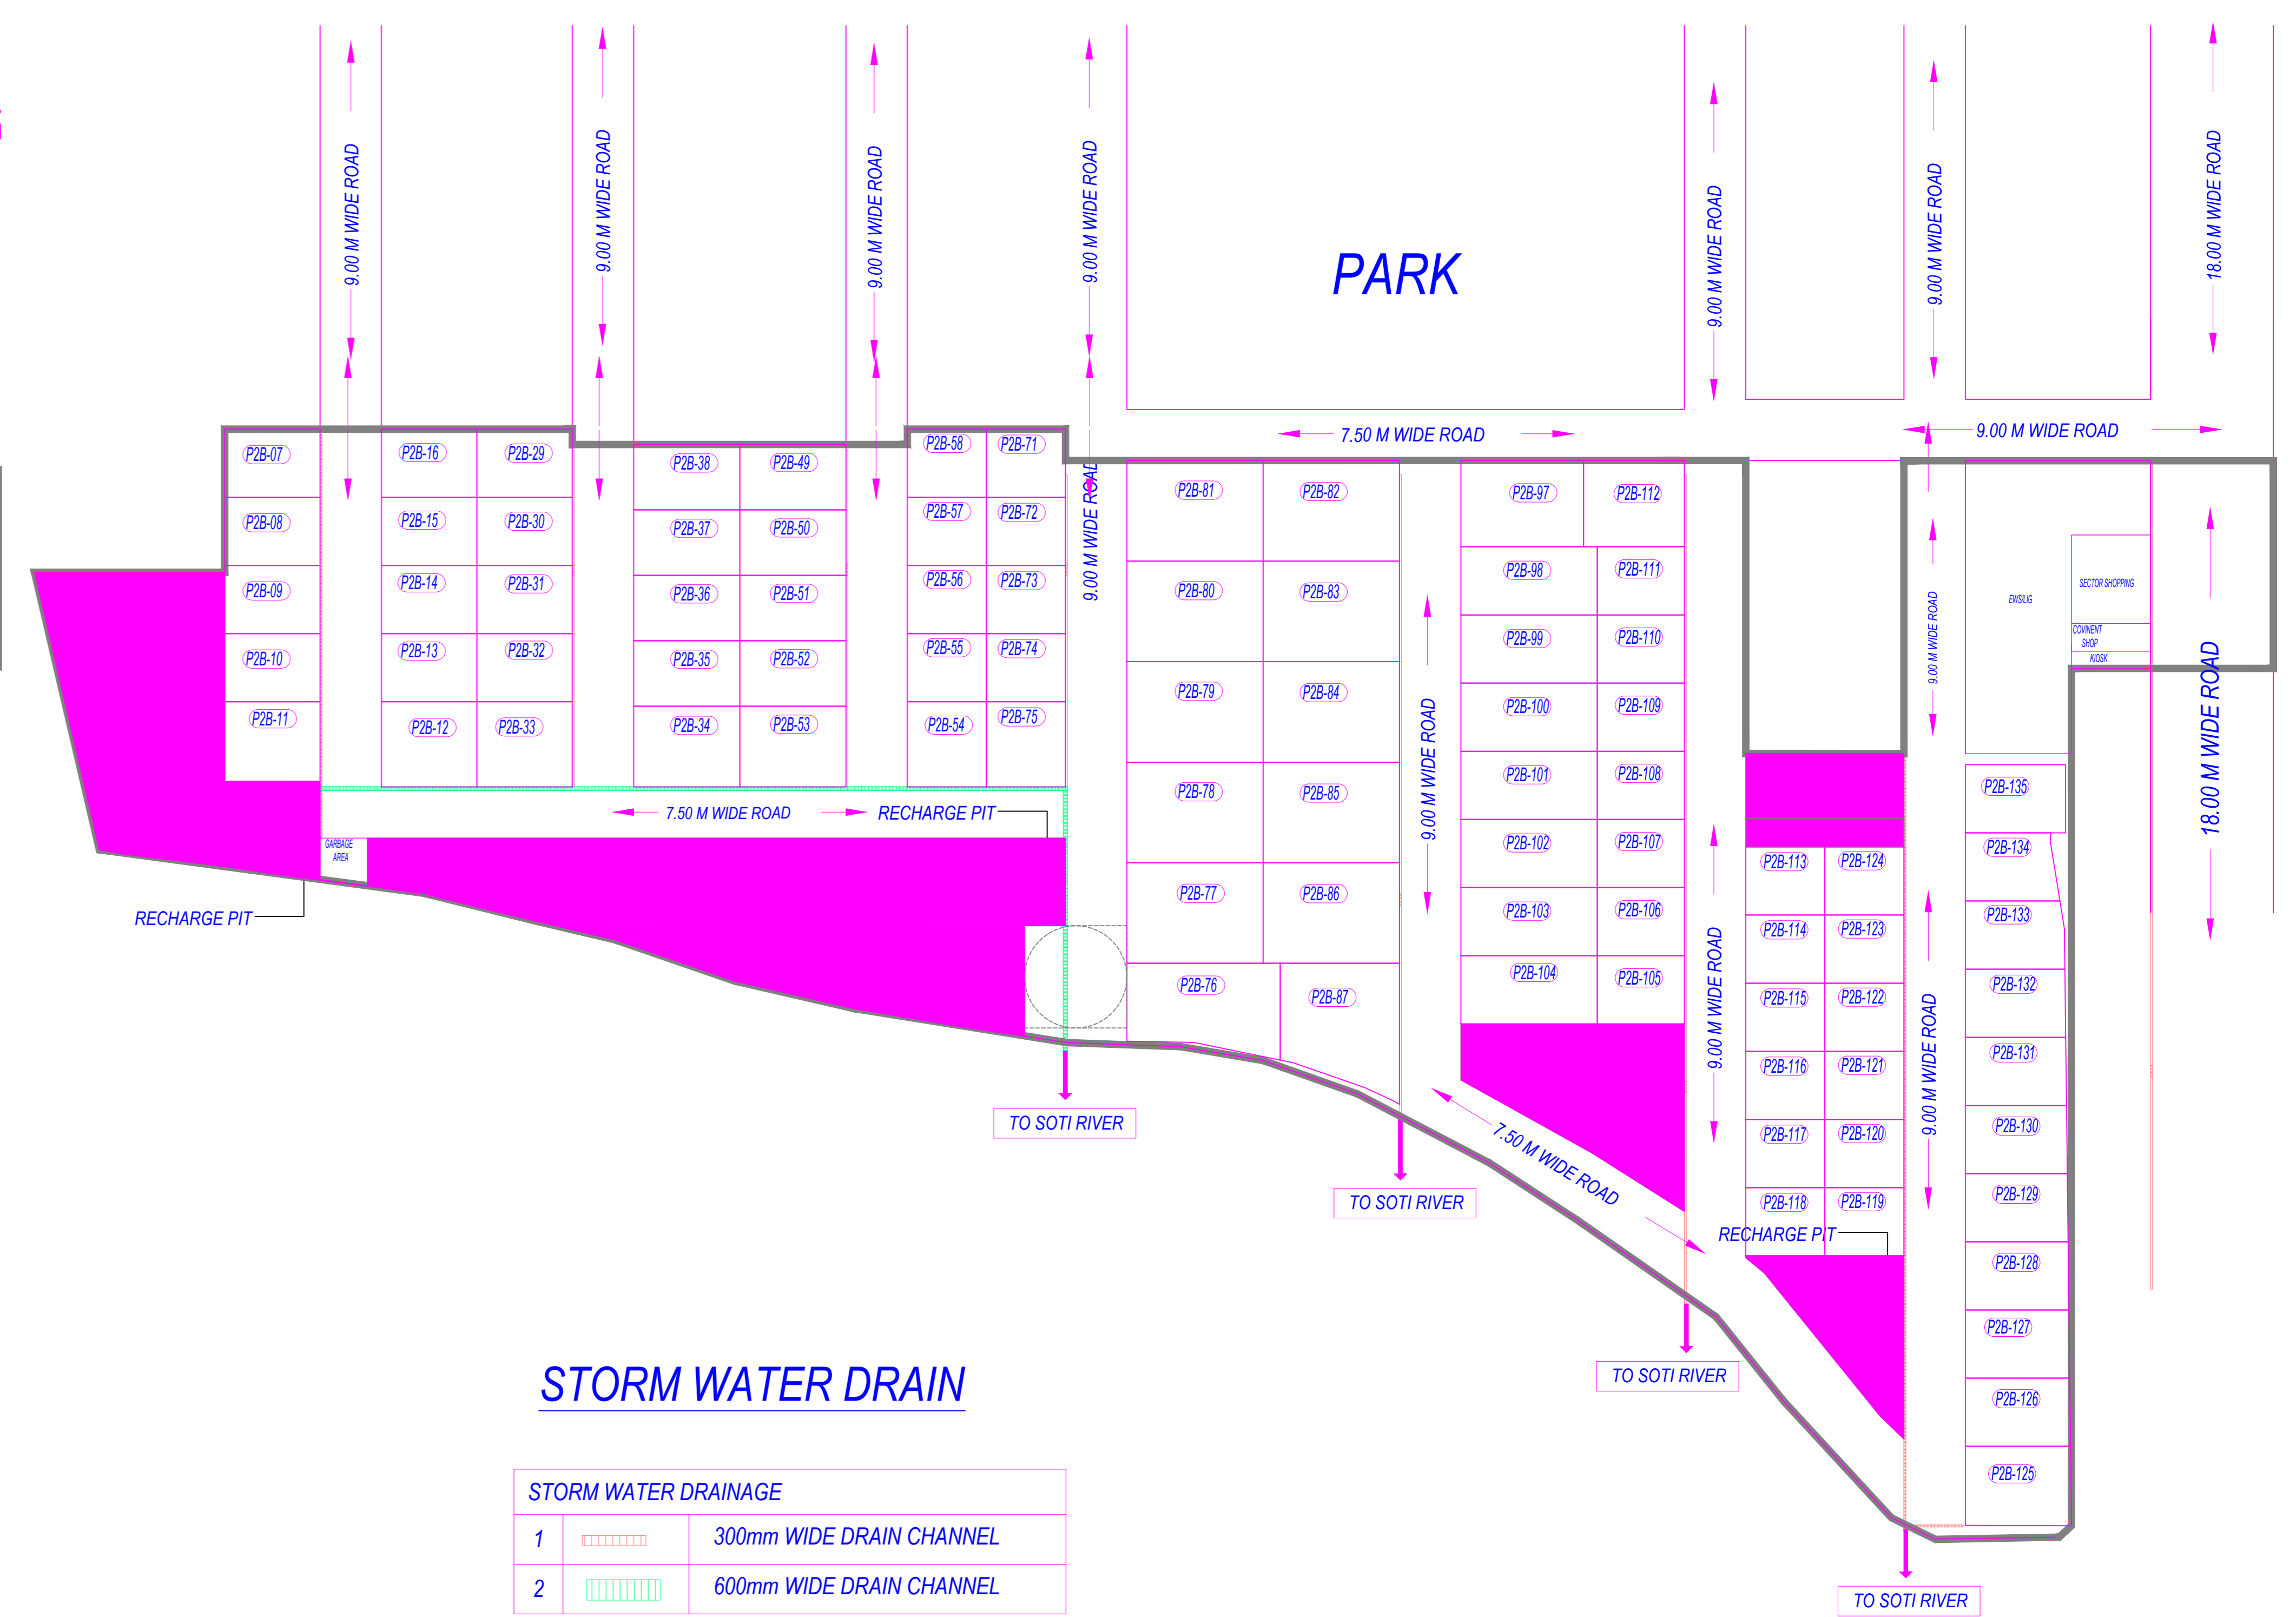 9.00 M WIDE ROAD
9.00 M WIDE ROAD
9.00 M WIDE ROAD
9.00 M WIDE ROAD
9.00 M WIDE ROAD
9.00 M WIDE ROAD
18.00 M WIDE ROAD
PARK
7.50 M WIDE ROAD
9.00 M WIDE ROAD
P2B-07
P2B-08
P2B-09
P2B-10
P2B-11
P2B-16
P2B-15
P2B-14
P2B-13
P2B-12
P2B-29
P2B-30
P2B-31
P2B-32
P2B-33
P2B-38
P2B-37
P2B-36
P2B-35
P2B-34
P2B-49
P2B-50
P2B-51
P2B-52
P2B-53
P2B-58
P2B-57
P2B-56
P2B-55
P2B-54
P2B-71
P2B-72
P2B-73
P2B-74
P2B-75
9.00 M WIDE ROAD
P2B-81
P2B-80
P2B-79
P2B-78
P2B-77
P2B-76
P2B-82
P2B-83
P2B-84
P2B-85
P2B-86
P2B-87
9.00 M WIDE ROAD
P2B-97
P2B-98
P2B-99
P2B-100
P2B-101
P2B-102
P2B-103
P2B-104
P2B-112
P2B-111
P2B-110
P2B-109
P2B-108
P2B-107
P2B-106
P2B-105
9.00 M WIDE ROAD
P2B-113
P2B-114
P2B-115
P2B-116
P2B-117
P2B-118
P2B-124
P2B-123
P2B-122
P2B-121
P2B-120
P2B-119
9.00 M WIDE ROAD
9.00 M WIDE ROAD
EWS/LIG
SECTOR SHOPPING
COVINENT
SHOP
KIOSK
18.00 M WIDE ROAD
P2B-135
P2B-134
P2B-133
P2B-132
P2B-131
P2B-130
P2B-129
P2B-128
P2B-127
P2B-126
P2B-125
7.50 M WIDE ROAD
RECHARGE PIT
GARBAGE
AREA
RECHARGE PIT
7.50 M WIDE ROAD
RECHARGE PIT
TO SOTI RIVER
TO SOTI RIVER
TO SOTI RIVER
TO SOTI RIVER
STORM WATER DRAIN
STORM WATER DRAINAGE
1 300mm WIDE DRAIN CHANNEL
2 600mm WIDE DRAIN CHANNEL